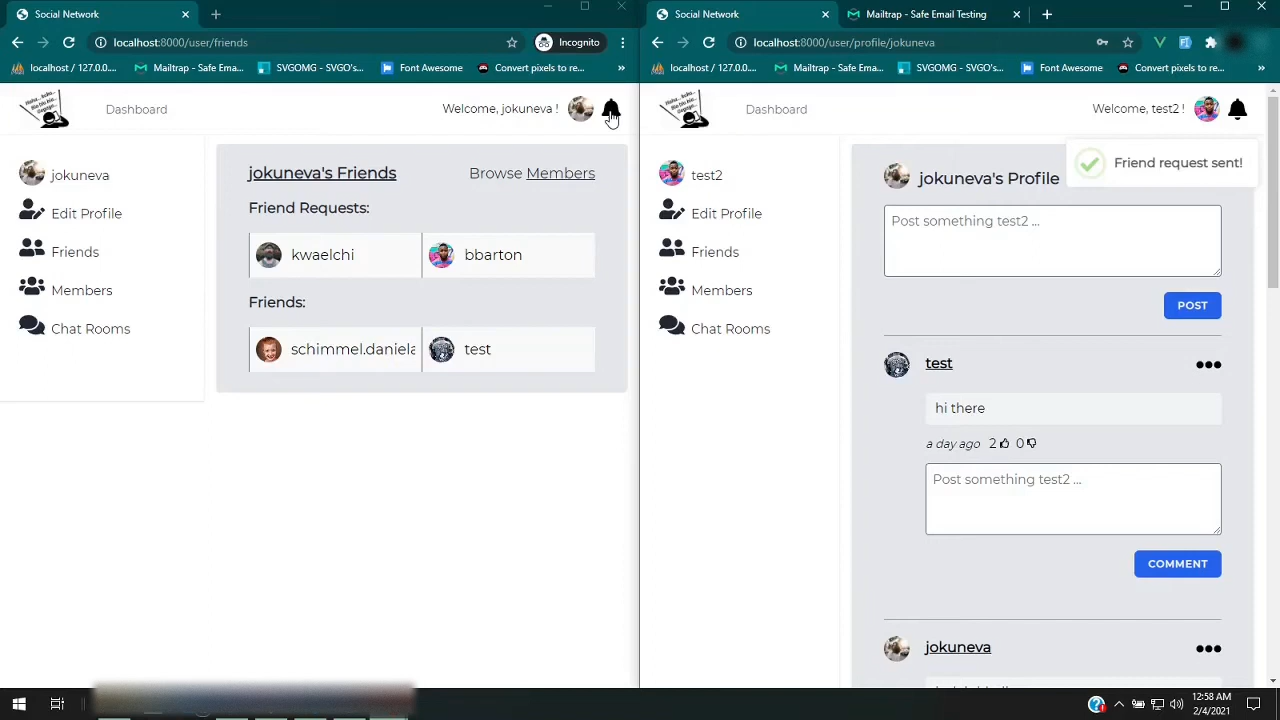 Social Network
localhost:8000/user/friends
Incognito
localhost / 127.0.0....
Mailtrap - Safe Ema...
SVGOMG - SVGO's...
Font Awesome
Convert pixels to re...
»
Dashboard
Welcome, jokuneva !
jokuneva
Edit Profile
Friends
Members
Chat Rooms
jokuneva's Friends
Browse Members
Friend Requests:
kwaelchi
bbarton
Friends:
schimmel.daniela
test
Social Network
Mailtrap - Safe Email Testing
localhost:8000/user/profile/jokuneva
localhost / 127.0.0....
Mailtrap - Safe Ema...
SVGOMG - SVGO's...
Font Awesome
Convert pixels to re...
»
Dashboard
Welcome, test2 !
Friend request sent!
test2
Edit Profile
Friends
Members
Chat Rooms
jokuneva's Profile
Post something test2 ...
POST
test
hi there
a day ago 2 0
Post something test2 ...
COMMENT
jokuneva
12:58 AM
2/4/2021